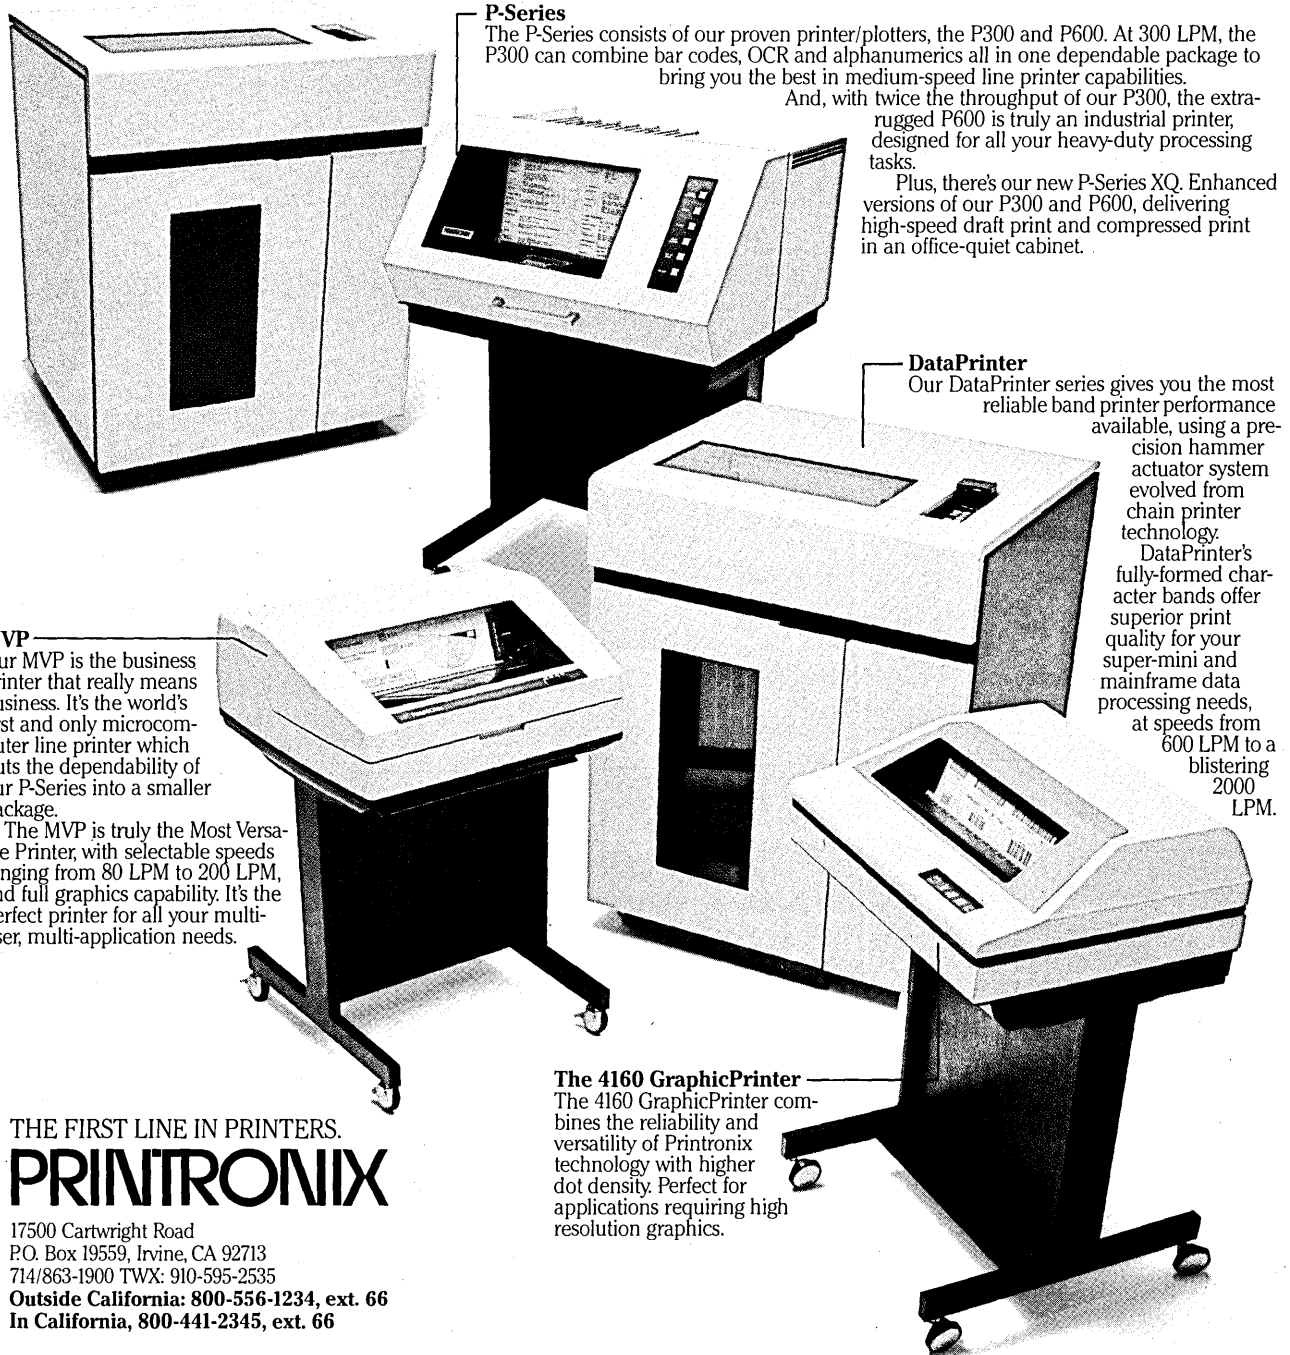 P-Series
The P-Series consists of our proven printer/plotters, the P300 and P600. At 300 LPM, the
P300 can combine bar codes, OCR and alphanumerics all in one dependable package to
bring you the best in medium-speed line printer capabilities.
And, with twice the throughput of our P300, the extra-
rugged P600 is truly an industrial printer,
designed for all your heavy-duty processing
tasks.
Plus, there's our new P-Series XQ. Enhanced
versions of our P300 and P600, delivering
high-speed draft print and compressed print
in an office-quiet cabinet.
DataPrinter
Our DataPrinter series gives you the most
reliable band printer performance
available, using a pre-
cision hammer
actuator system
evolved from
chain printer
technology.
DataPrinter's
fully-formed char-
acter bands offer
superior print
quality for your
super-mini and
mainframe data
processing needs,
at speeds from
600 LPM to a
blistering
2000
LPM.
VP
ur MVP is the business
rinter that really means
usiness. It's the world's
rst and only microcom-
uter line printer which
uts the dependability of
ur P-Series into a smaller
ackage.
The MVP is truly the Most Versa-
le Printer, with selectable speeds
nging from 80 LPM to 200 LPM,
nd full graphics capability. It's the
erfect printer for all your multi-
ser, multi-application needs.
The 4160 GraphicPrinter
The 4160 GraphicPrinter com-
bines the reliability and
versatility of Printronix
technology with higher
dot density. Perfect for
applications requiring high
resolution graphics.
THE FIRST LINE IN PRINTERS.
PRINTRONIX
17500 Cartwright Road
P.O. Box 19559, Irvine, CA 92713
714/863-1900 TWX: 910-595-2535
Outside California: 800-556-1234, ext. 66
In California, 800-441-2345, ext. 66